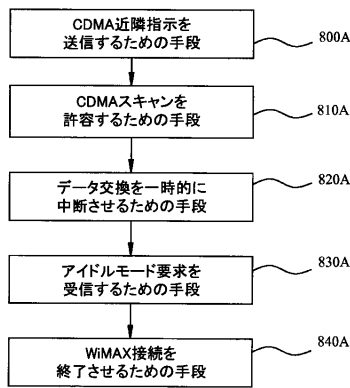 CDMA近隣指示を
送信するための手段
800A
CDMAスキャンを
許容するための手段
810A
データ交換を一時的に
中断させるための手段
820A
アイドルモード要求を
受信するための手段
830A
WiMAX接続を
終了させるための手段
840A